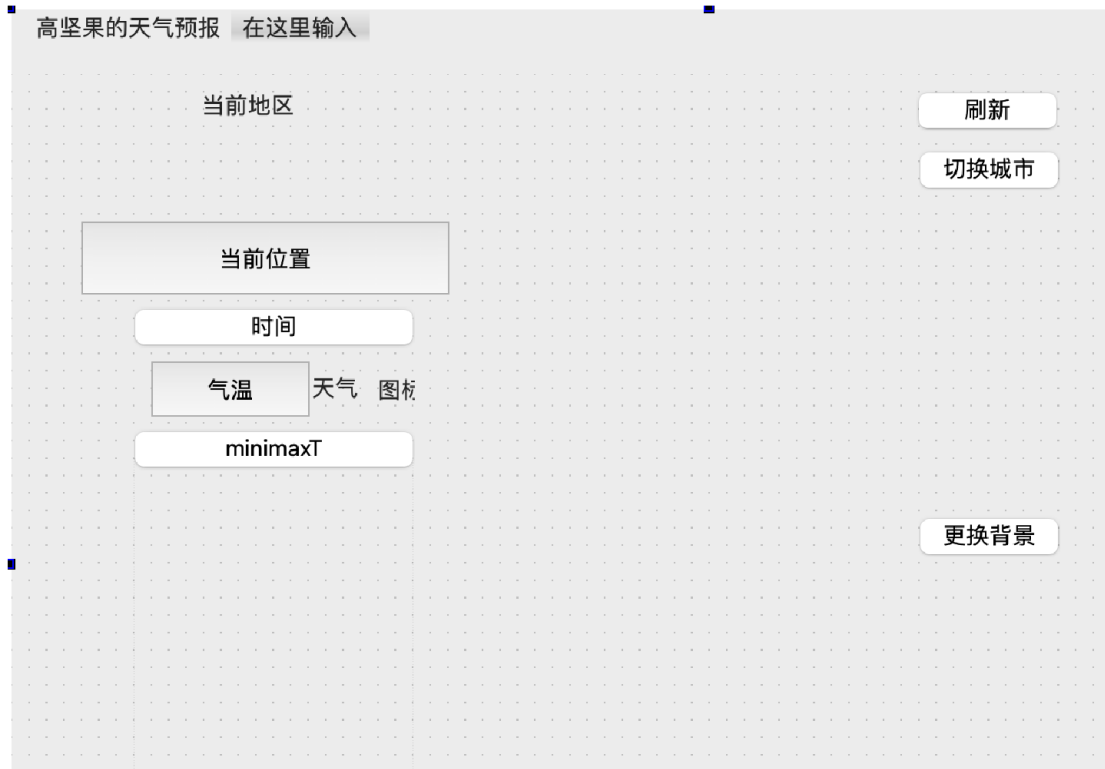 高坚果的天气预报 在这里输入
当前地区
刷新
切换城市
当前位置
时间
气温 天气 图标
minimaxT
更换背景